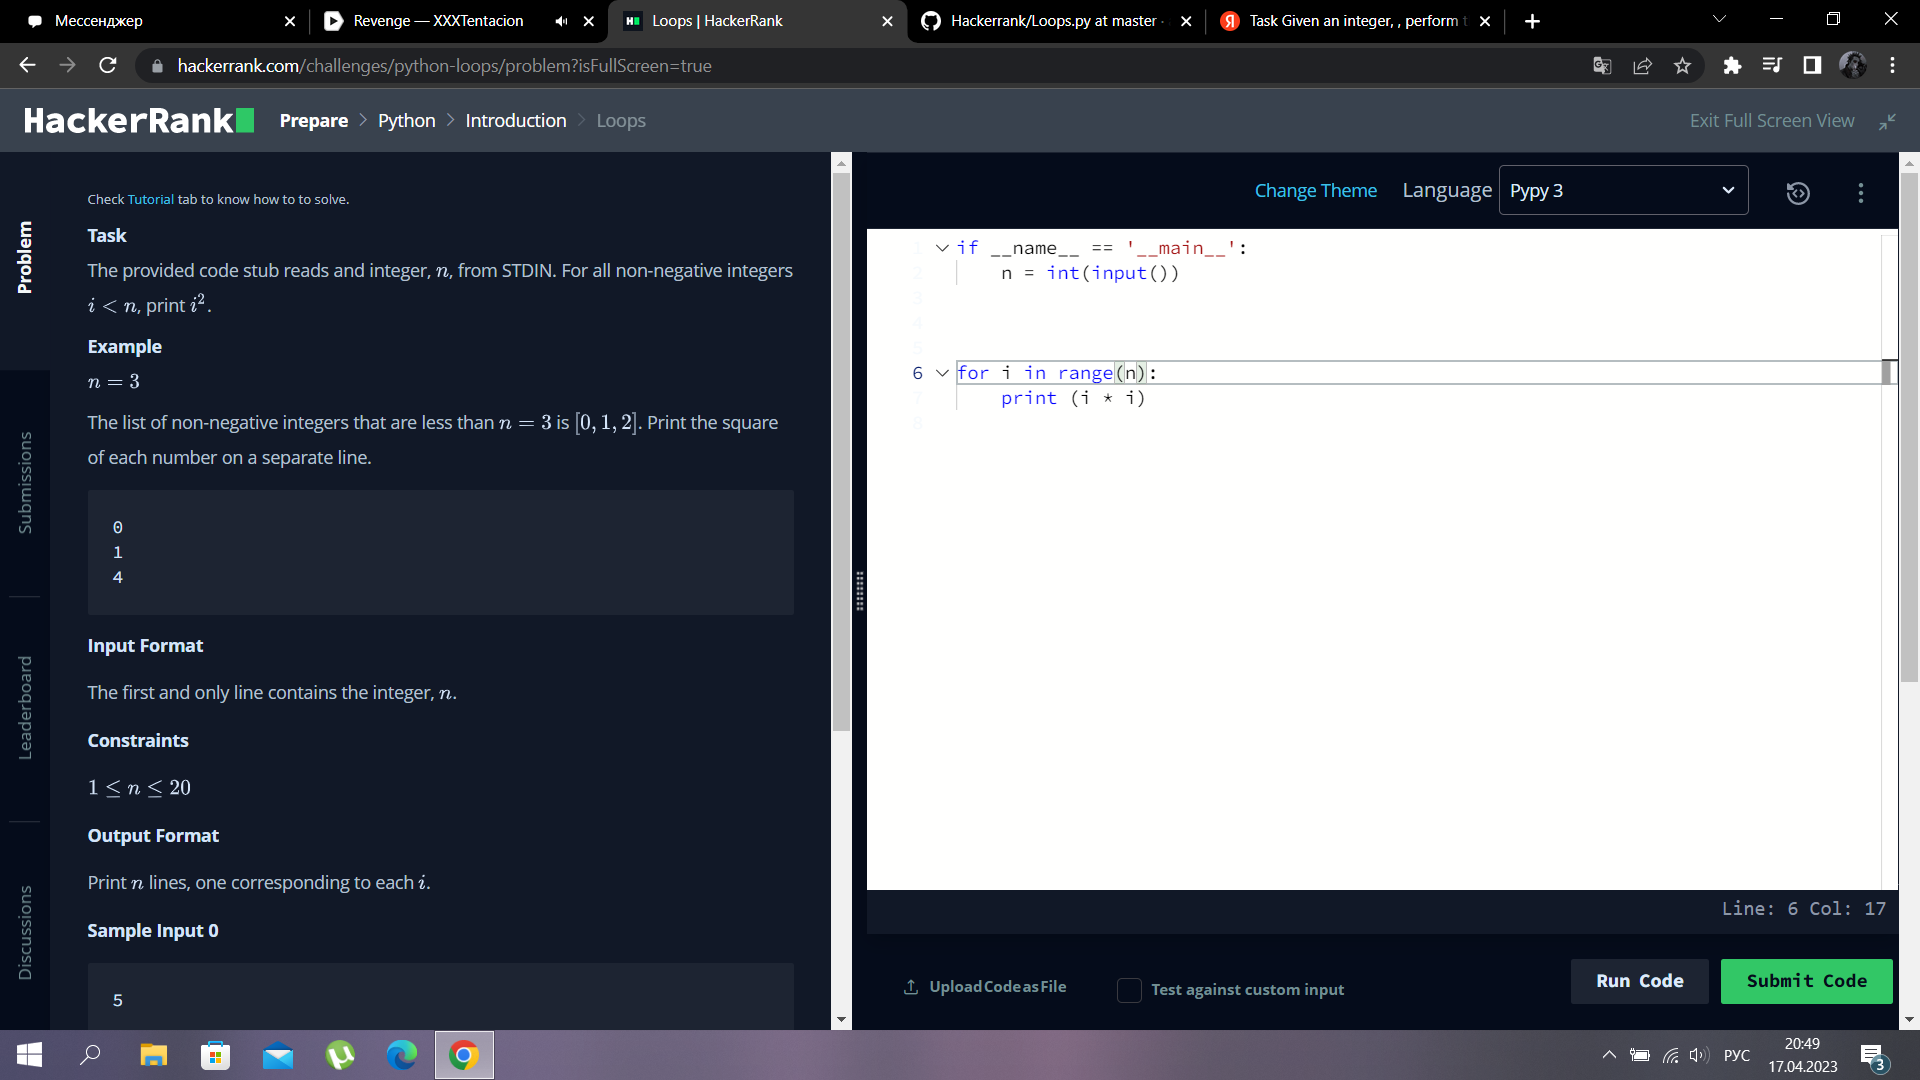 Мессенджер
Revenge — XXXTentacion
Loops | HackerRank
Hackerrank/Loops.py at master ·
Task Given an integer, , perform t
hackerrank.com/challenges/python-loops/problem?isFullScreen=true
HackerRank
Prepare > Python > Introduction > Loops
Exit Full Screen View
Problem
Submissions
Leaderboard
Discussions
Check Tutorial tab to know how to to solve.
Task
The provided code stub reads and integer, n, from STDIN. For all non-negative integers
i < n, print i².
Example
n = 3
The list of non-negative integers that are less than n = 3 is [0, 1, 2]. Print the square
of each number on a separate line.
0
1
4
Input Format
The first and only line contains the integer, n.
Constraints
1 ≤ n ≤ 20
Output Format
Print n lines, one corresponding to each i.
Sample Input 0
5
Change Theme Language Pypy 3
1 if __name__ == '__main__':
2 n = int(input())
3
4
5
6 for i in range(n):
7 print (i * i)
8
Line: 6 Col: 17
Upload Code as File
Test against custom input
Run Code
Submit Code
РУС
20:49
17.04.2023
3